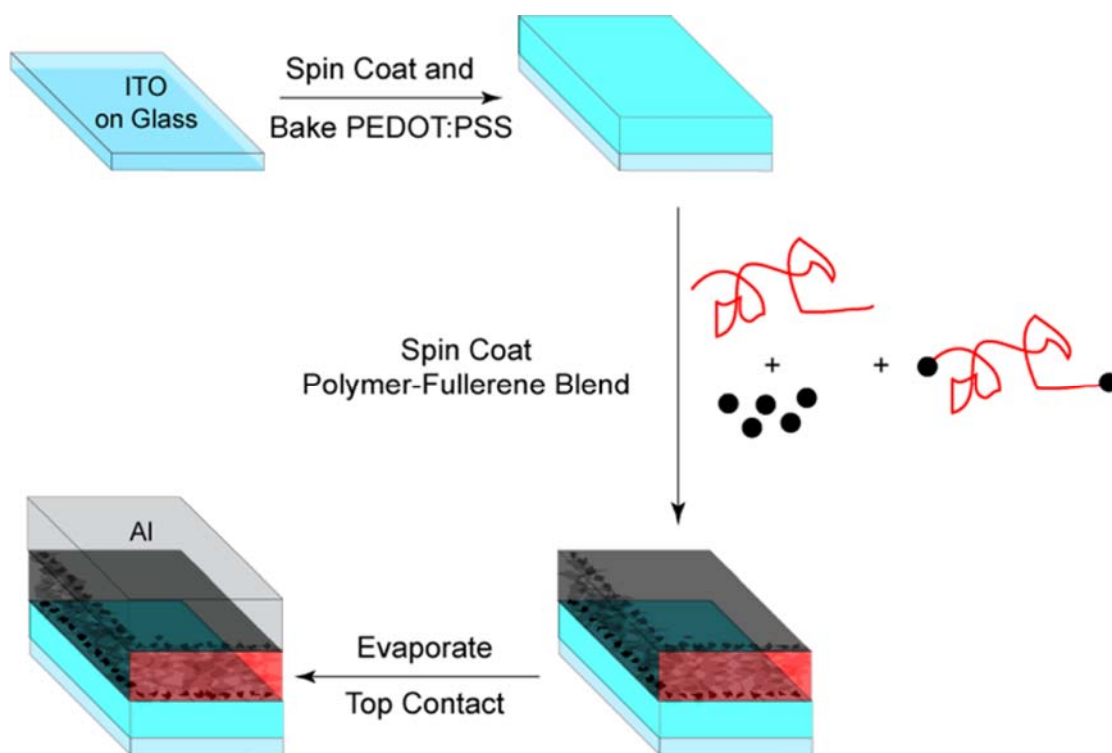 ITO
on Glass
Spin Coat and
Bake PEDOT:PSS
Spin Coat
Polymer-Fullerene Blend
+
+
Al
Evaporate
Top Contact